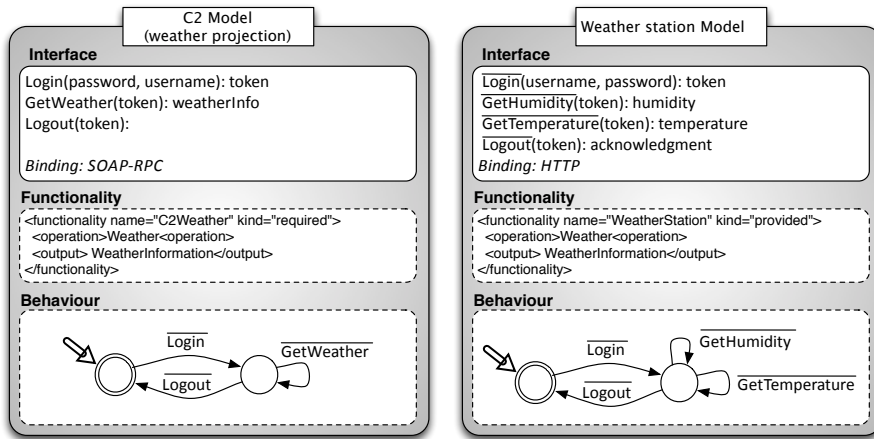 C2 Model
(weather projection)
Interface
Login(password, username): token
GetWeather(token): weatherInfo
Logout(token):
Binding: SOAP-RPC
Functionality
<functionality name="C2Weather" kind="required">
<operation>Weather<operation>
<output> WeatherInformation</output>
</functionality>
Behaviour
Login
GetWeather
Logout
Weather station Model
Interface
Login(username, password): token
GetHumidity(token): humidity
GetTemperature(token): temperature
Logout(token): acknowledgment
Binding: HTTP
Functionality
<functionality name="WeatherStation" kind="provided">
<operation>Weather<operation>
<output> WeatherInformation</output>
</functionality>
Behaviour
Login
GetHumidity
Logout
GetTemperature